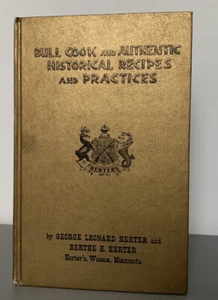 BULL COOK AND AUTHENTIC
HISTORICAL RECIPES
AND PRACTICES
HERTER'S
by GEORGE LEONARD HERTER and
BERTHE E. HERTER
Herter's, Waseca, Minnesota